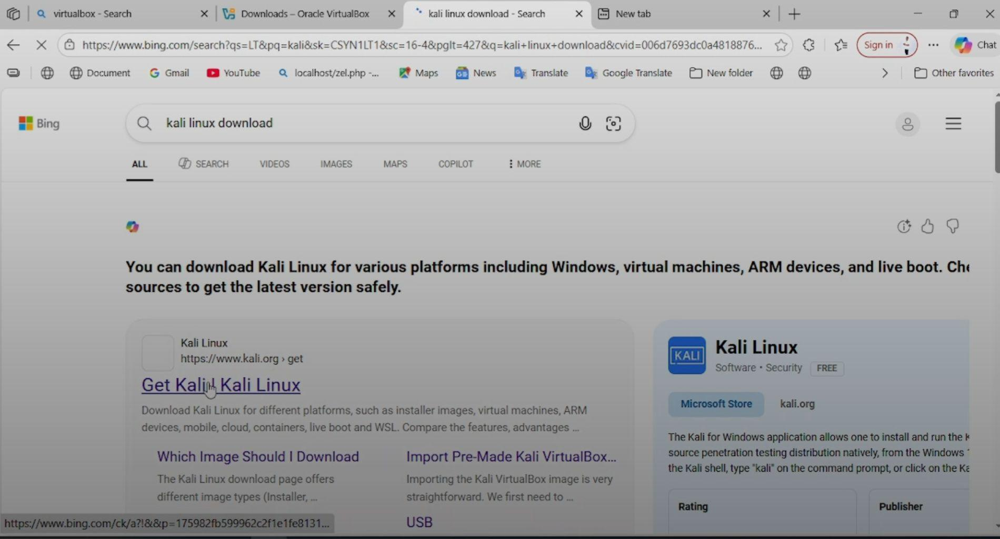 virtualbox - Search
Downloads – Oracle VirtualBox
kali linux download - Search
New tab
https://www.bing.com/search?qs=LT&pq=kali&sk=CSYN1LT1&sc=16-4&pglt=427&q=kali+linux+download&cvid=006d7693dc0a4818876...
Sign in
Chat
Document
Gmail
YouTube
localhost/zel.php -...
Maps
News
Translate
Google Translate
New folder
Other favorites
Bing
kali linux download
ALL
SEARCH
VIDEOS
IMAGES
MAPS
COPILOT
MORE
You can download Kali Linux for various platforms including Windows, virtual machines, ARM devices, and live boot. Che
sources to get the latest version safely.
Kali Linux
https://www.kali.org › get
Get Kali | Kali Linux
Download Kali Linux for different platforms, such as installer images, virtual machines, ARM
devices, mobile, cloud, containers, live boot and WSL. Compare the features, advantages ...
Which Image Should I Download
The Kali Linux download page offers
different image types (Installer, ...
Import Pre-Made Kali VirtualBox...
Importing the Kali VirtualBox image is very
straightforward. We first need to ...
USB
KALI
Kali Linux
Software • Security FREE
Microsoft Store
kali.org
The Kali for Windows application allows one to install and run the K
source penetration testing distribution natively, from the Windows
the Kali shell, type "kali" on the command prompt, or click on the Ka
Rating
Publisher
https://www.bing.com/ck/a?!&&p=175982fb599962c2f1e1fe8131...